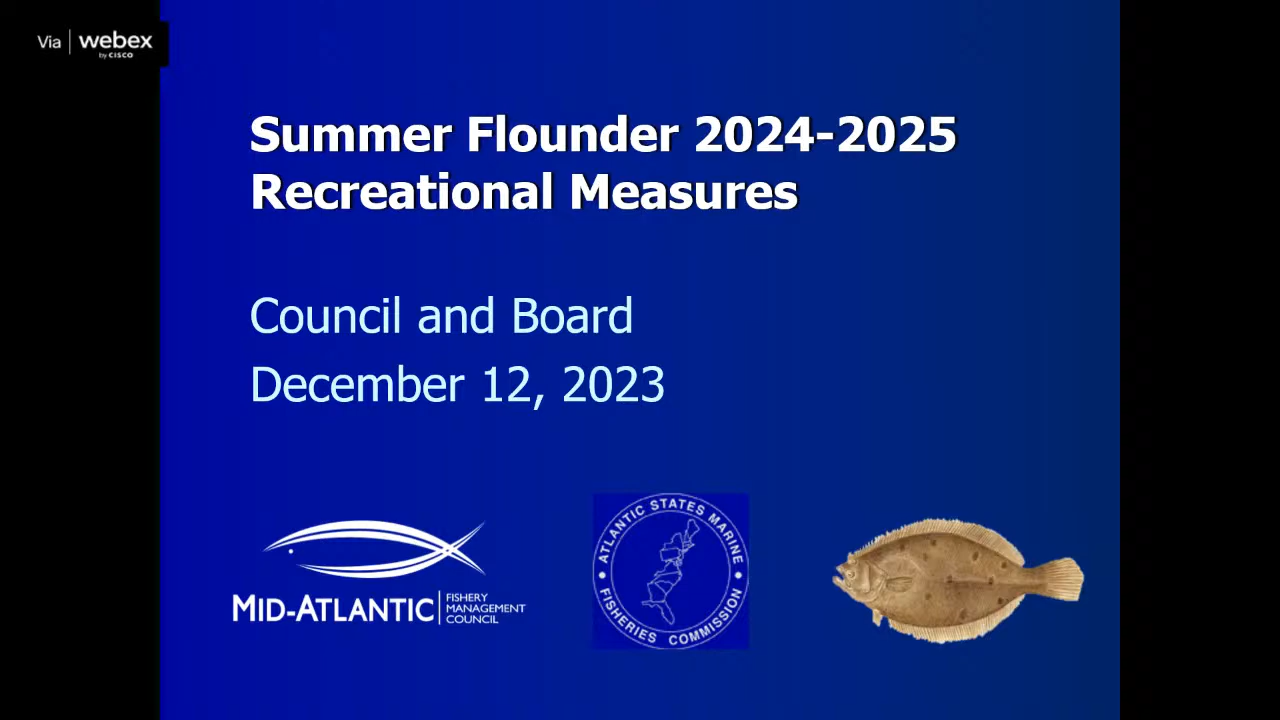 Via | webex
by CISCO
Summer Flounder 2024-2025
Recreational Measures
Council and Board
December 12, 2023
MID-ATLANTIC
FISHERY
MANAGEMENT
COUNCIL
ATLANTIC STATES MARINE
FISHERIES COMMISSION